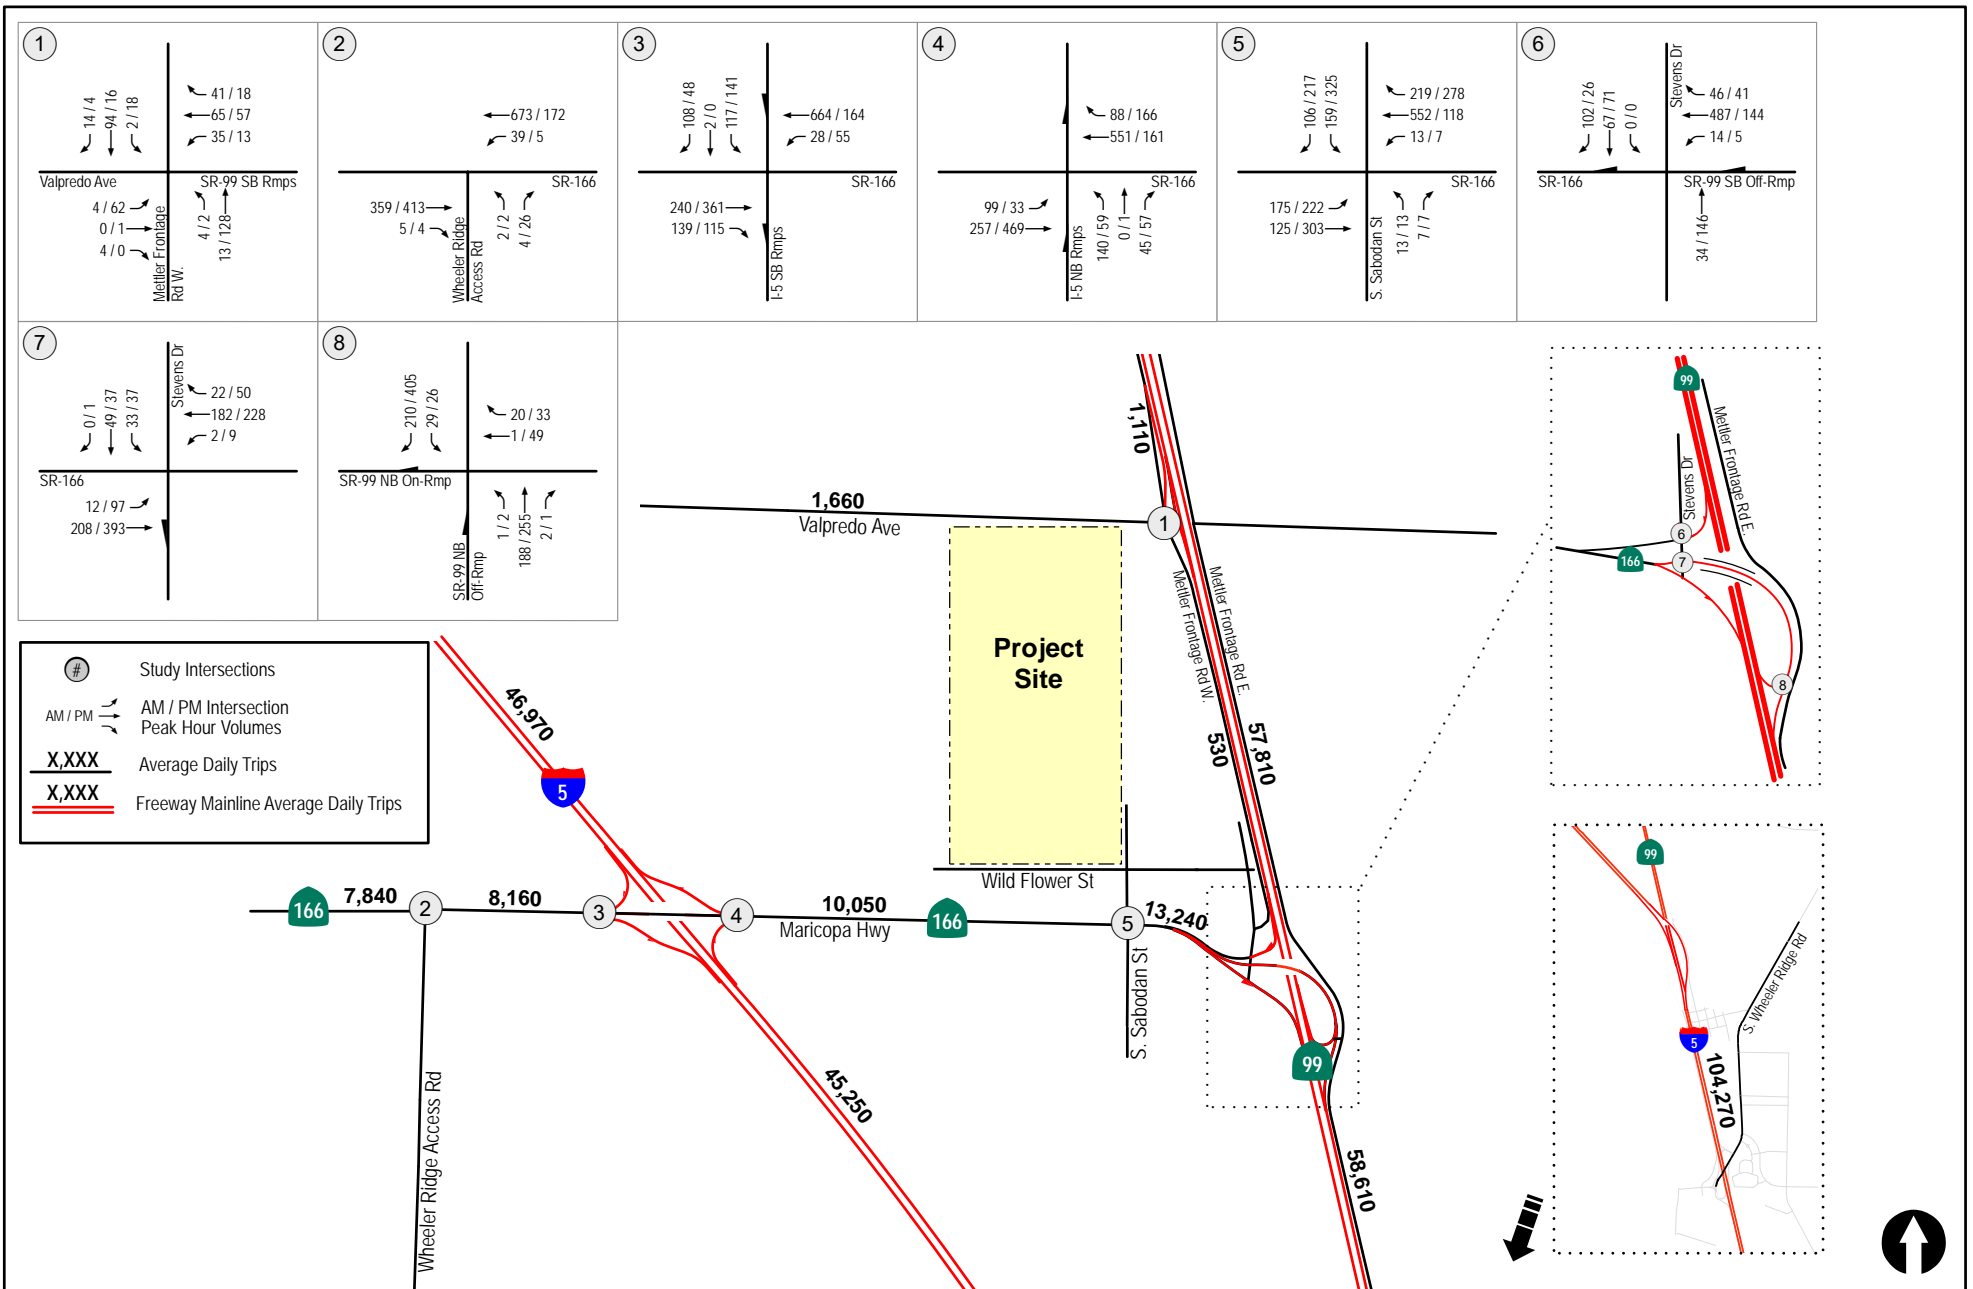 1
14 / 4
94 / 16
2 / 18
41 / 18
65 / 57
35 / 13
Valpredo Ave
SR-99 SB Rmps
4 / 62
0 / 1
4 / 0
Mettler Frontage
Rd W.
4 / 2
13 / 128
2
673 / 172
39 / 5
SR-166
359 / 413
5 / 4
Wheeler Ridge
Access Rd
2 / 2
4 / 26
3
108 / 48
2 / 0
117 / 141
664 / 164
28 / 55
SR-166
240 / 361
139 / 115
I-5 SB Rmps
4
88 / 166
551 / 161
SR-166
99 / 33
257 / 469
I-5 NB Rmps
140 / 59
0 / 1
45 / 57
5
106 / 217
159 / 325
219 / 278
552 / 118
13 / 7
SR-166
175 / 222
125 / 303
S. Sabodan St
13 / 13
7 / 7
6
102 / 26
67 / 71
0 / 0
Stevens Dr
46 / 41
487 / 144
14 / 5
SR-166
SR-99 SB Off-Rmp
34 / 146
7
0 / 1
49 / 37
33 / 37
Stevens Dr
22 / 50
182 / 228
2 / 9
SR-166
12 / 97
208 / 393
8
210 / 405
29 / 26
20 / 33
1 / 49
SR-99 NB On-Rmp
SR-99 NB
Off-Rmp
1 / 2
188 / 255
2 / 1
#
Study Intersections
AM / PM
AM / PM Intersection
Peak Hour Volumes
X,XXX
Average Daily Trips
X,XXX
Freeway Mainline Average Daily Trips
1,110
1,660
Valpredo Ave
1
Mettler Frontage Rd W.
Mettler Frontage Rd E.
Project
Site
530
57,810
46,970
5
Wild Flower St
166
7,840
2
8,160
3
4
10,050
Maricopa Hwy
166
5
13,240
S. Sabodan St
99
Wheeler Ridge Access Rd
45,250
58,610
99
Mettler Frontage Rd E.
Stevens Dr
6
166
7
8
99
S. Wheeler Ridge Rd
5
104,270